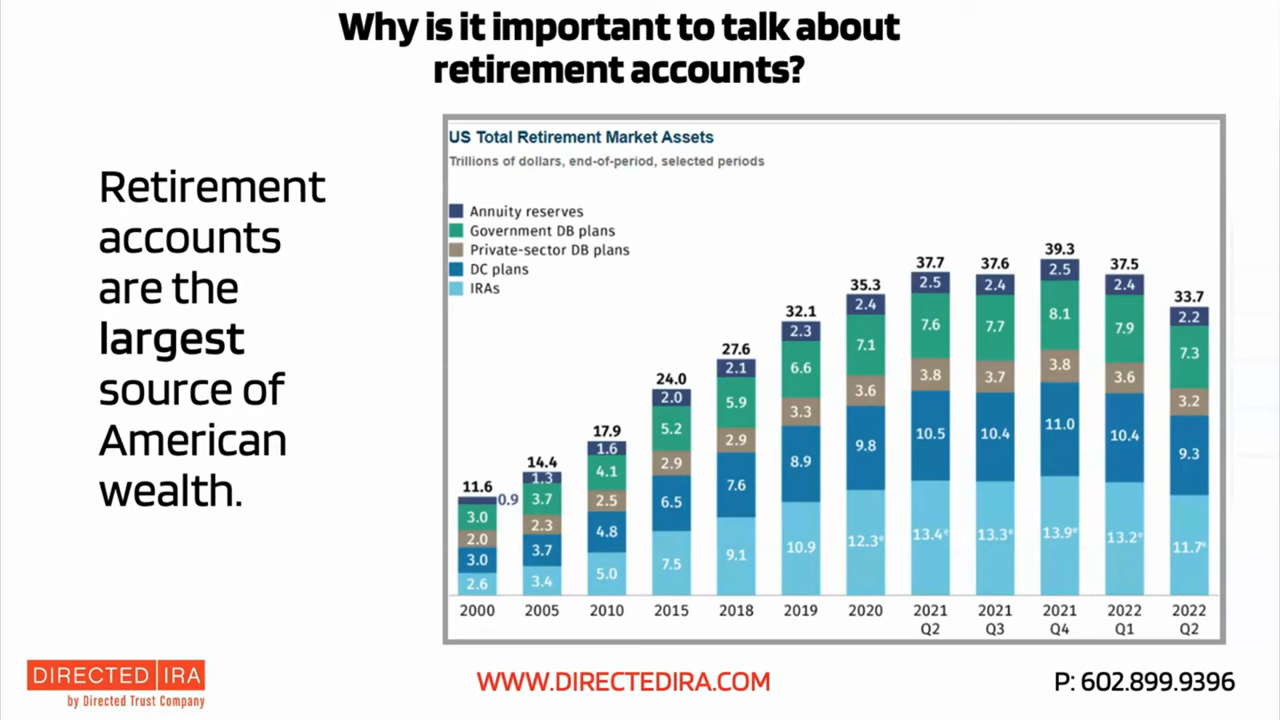 Why is it important to talk about
retirement accounts?
Retirement
accounts
are the
largest
source of
American
wealth.
US Total Retirement Market Assets
Trillions of dollars, end-of-period, selected periods
Annuity reserves
Government DB plans
Private-sector DB plans
DC plans
IRAs
11.6
0.9
3.0
2.0
3.0
2.6
2000
14.4
1.3
3.7
2.3
3.7
3.4
2005
17.9
1.6
4.1
2.5
4.8
5.0
2010
24.0
2.0
5.2
2.9
6.5
7.5
2015
27.6
2.1
5.9
2.9
7.6
9.1
2018
32.1
2.3
6.6
3.3
8.9
10.9
2019
35.3
2.4
7.1
3.6
9.8
12.3ᵉ
2020
37.7
2.5
7.6
3.8
10.5
13.4ᵉ
2021
Q2
37.6
2.4
7.7
3.7
10.4
13.3ᵉ
2021
Q3
39.3
2.5
8.1
3.8
11.0
13.9ᵉ
2021
Q4
37.5
2.4
7.9
3.6
10.4
13.2ᵉ
2022
Q1
33.7
2.2
7.3
3.2
9.3
11.7ᵉ
2022
Q2
DIRECTED IRA
by Directed Trust Company
WWW.DIRECTEDIRA.COM
P: 602.899.9396